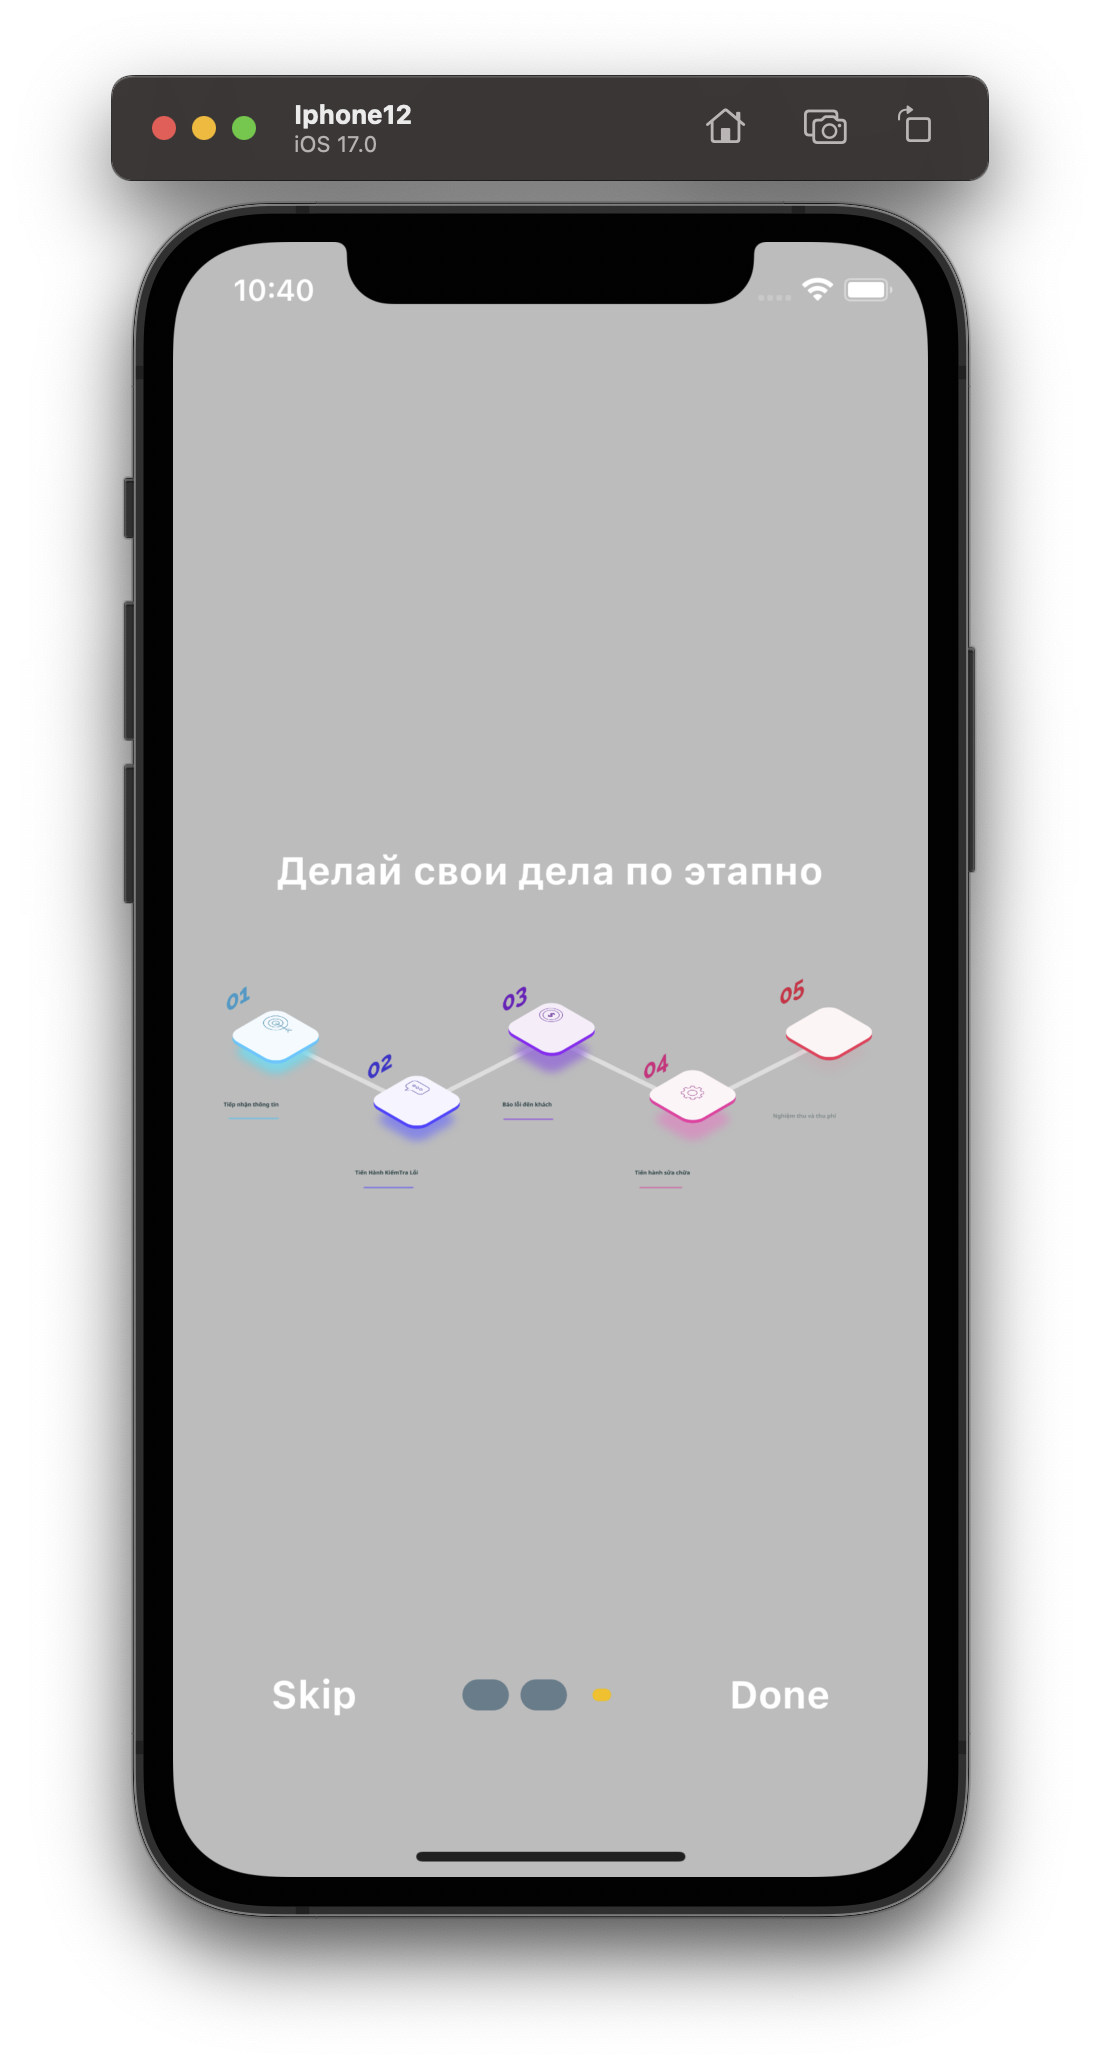 Iphone12
iOS 17.0
10:40
Делай свои дела по этапно
01
02
03
04
05
Tiếp nhận thông tin
Báo lỗi đến khách
Nghiệm thu và thu phí
Tiến Hành KiểmTra Lỗi
Tiến hành sửa chữa
Skip
Done